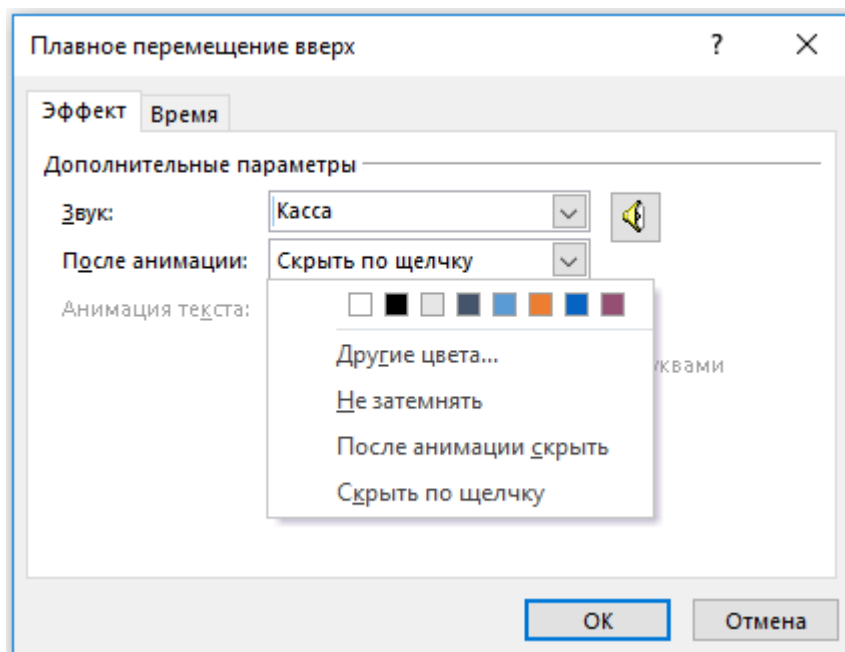 Плавное перемещение вверх ?
Эффект Время
Дополнительные параметры
Звук: Касса
После анимации: Скрыть по щелчку
Анимация текста:
Другие цвета...
уквами
Не затемнять
После анимации скрыть
Скрыть по щелчку
ОК Отмена